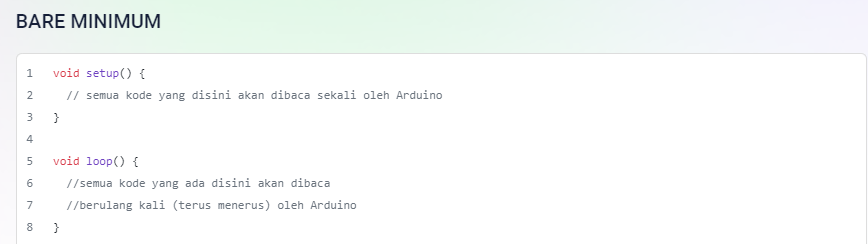 BARE MINIMUM
1 void setup() {
2 // semua kode yang disini akan dibaca sekali oleh Arduino
3 }
4
5 void loop() {
6 //semua kode yang ada disini akan dibaca
7 //berulang kali (terus menerus) oleh Arduino
8 }